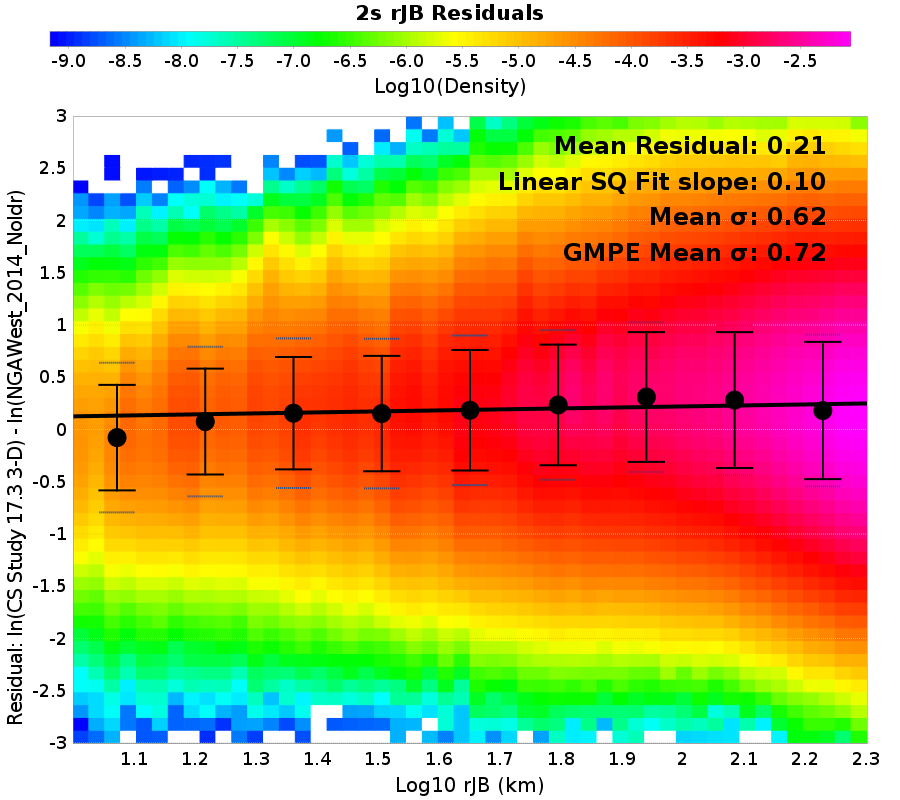 2s rJB Residuals
-9.0 -8.5 -8.0 -7.5 -7.0 -6.5 -6.0 -5.5 -5.0 -4.5 -4.0 -3.5 -3.0 -2.5
Log10(Density)
Mean Residual: 0.21
Linear SQ Fit slope: 0.10
Mean σ: 0.62
GMPE Mean σ: 0.72
Residual: ln(CS Study 17.3 3-D) - ln(NGAWest_2014_NoIdr)
3
2.5
2
1.5
1
0.5
0
-0.5
-1
-1.5
-2
-2.5
-3
1.1 1.2 1.3 1.4 1.5 1.6 1.7 1.8 1.9 2 2.1 2.2 2.3
Log10 rJB (km)